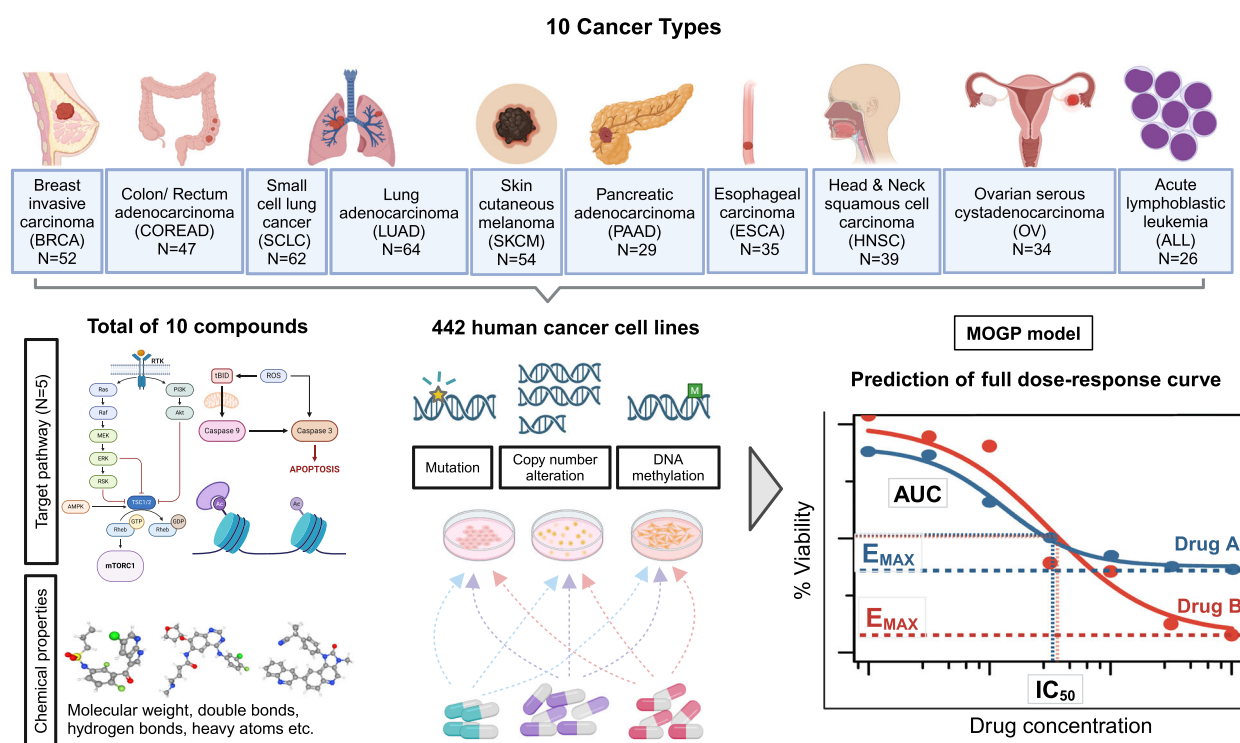 10 Cancer Types
Breast
invasive
carcinoma
(BRCA)
N=52
Colon/ Rectum
adenocarcinoma
(COREAD)
N=47
Small
cell lung
cancer
(SCLC)
N=62
Lung
adenocarcinoma
(LUAD)
N=64
Skin
cutaneous
melanoma
(SKCM)
N=54
Pancreatic
adenocarcinoma
(PAAD)
N=29
Esophageal
carcinoma
(ESCA)
N=35
Head & Neck
squamous cell
carcinoma
(HNSC)
N=39
Ovarian serous
cystadenocarcinoma
(OV)
N=34
Acute
lymphoblastic
leukemia
(ALL)
N=26
Total of 10 compounds
Target pathway (N=5)
RTK
Ras
PI3K
Raf
Akt
MEK
ERK
RSK
AMPK
TSC1/2
GTP
GDP
Rheb
Rheb
mTORC1
tBID
ROS
Caspase 9
Caspase 3
APOPTOSIS
Ac
Ac
Chemical properties
Molecular weight, double bonds,
hydrogen bonds, heavy atoms etc.
442 human cancer cell lines
M
Mutation
Copy number
alteration
DNA
methylation
MOGP model
Prediction of full dose-response curve
% Viability
AUC
EMAX
Drug A
EMAX
Drug B
IC50
Drug concentration